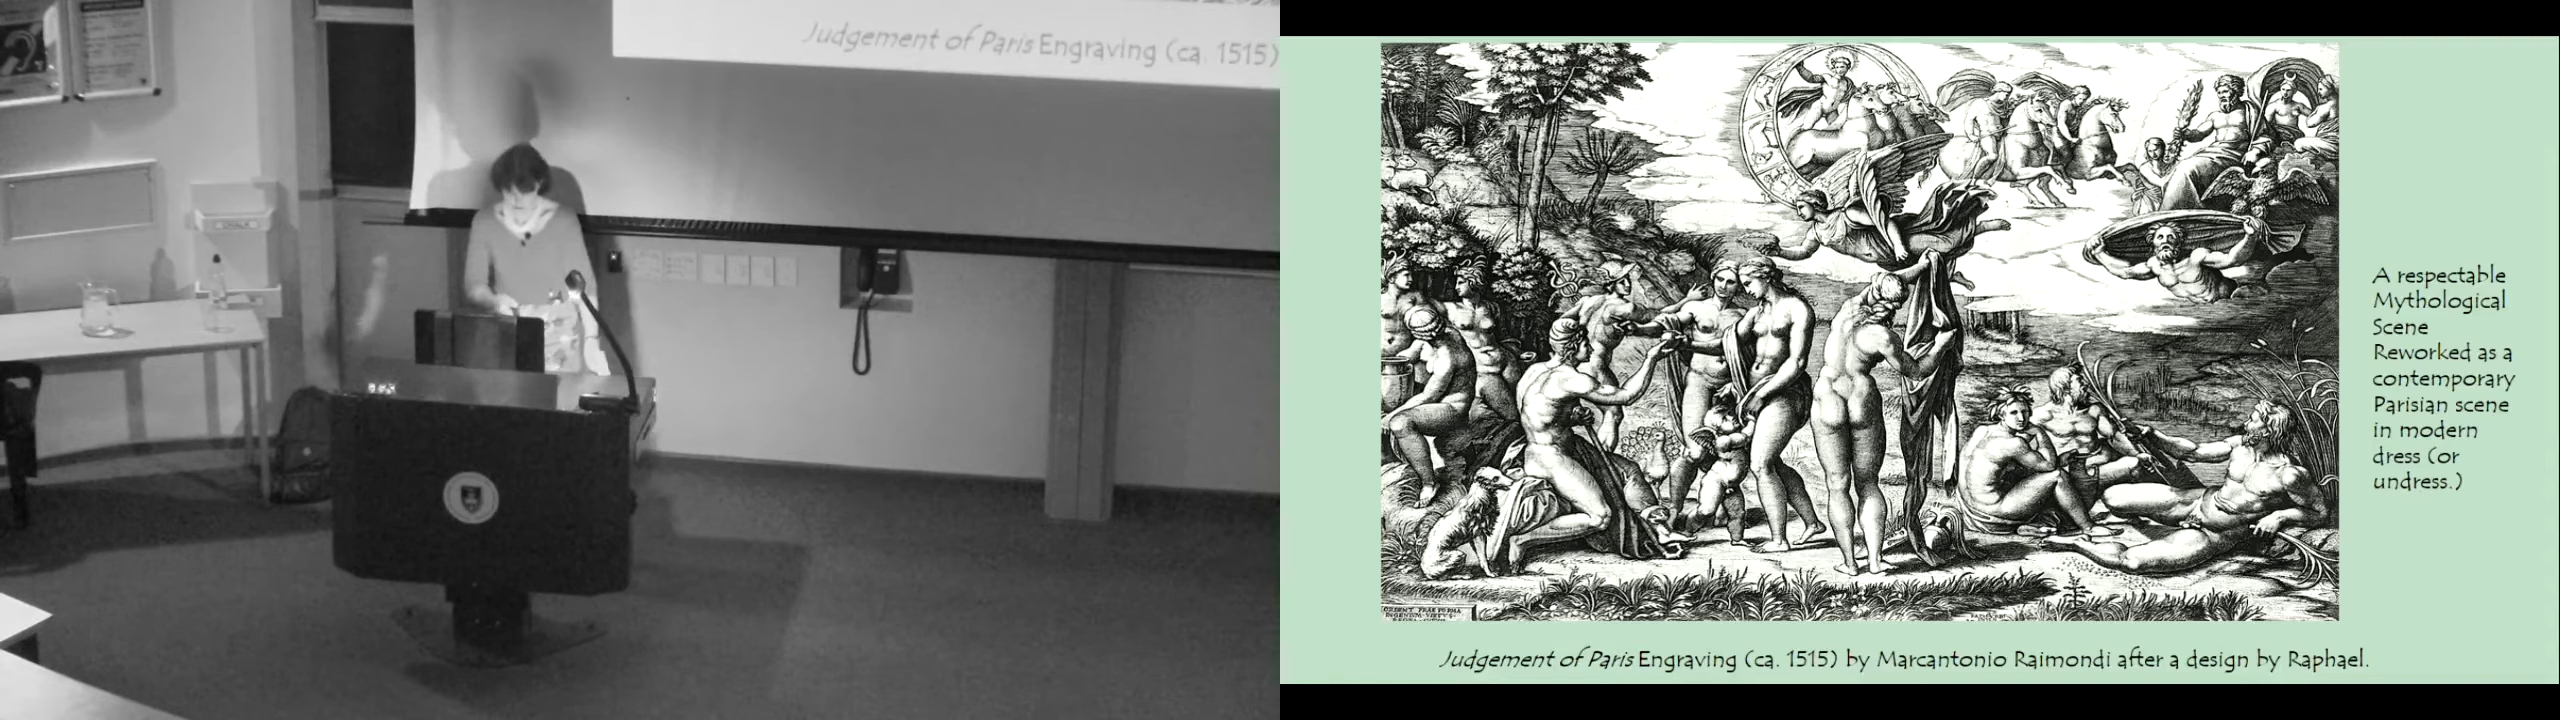 Judgement of Paris Engraving (ca. 1515)
CHALK
A respectable
Mythological
Scene
Reworked as a
contemporary
Parisian scene
in modern
dress (or
undress.)
Judgement of Paris Engraving (ca. 1515) by Marcantonio Raimondi after a design by Raphael.